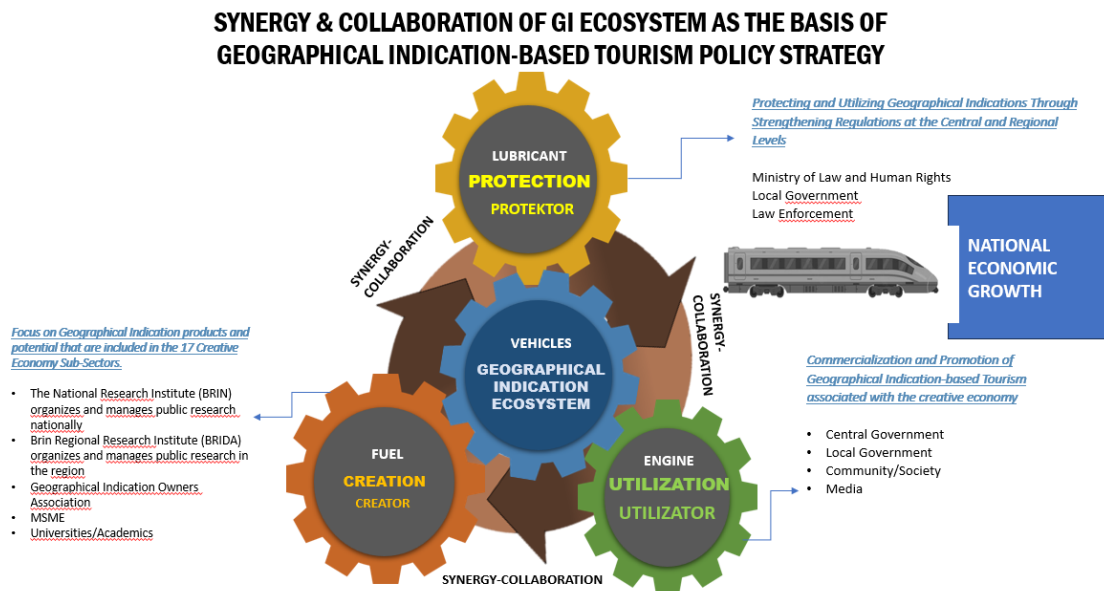 SYNERGY & COLLABORATION OF GI ECOSYSTEM AS THE BASIS OF
GEOGRAPHICAL INDICATION-BASED TOURISM POLICY STRATEGY
Protecting and Utilizing Geographical Indications Through
Strengthening Regulations at the Central and Regional
Levels
Ministry of Law and Human Rights
Local Government
Law Enforcement
LUBRICANT
PROTECTION
PROTEKTOR
SYNERGY-
COLLABORATION
SYNERGY-
COLLABORATION
NATIONAL
ECONOMIC
GROWTH
VEHICLES
GEOGRAPHICAL
INDICATION
ECOSYSTEM
Focus on Geographical Indication products and
potential that are included in the 17 Creative
Economy Sub-Sectors.
• The National Research Institute (BRIN)
organizes and manages public research
nationally
• Brin Regional Research Institute (BRIDA)
organizes and manages public research in
the region
• Geographical Indication Owners
Association
• MSME
• Universities/Academics
FUEL
CREATION
CREATOR
ENGINE
UTILIZATION
UTILIZATOR
Commercialization and Promotion of
Geographical Indication-based Tourism
associated with the creative economy
• Central Government
• Local Government
• Community/Society
• Media
SYNERGY-COLLABORATION